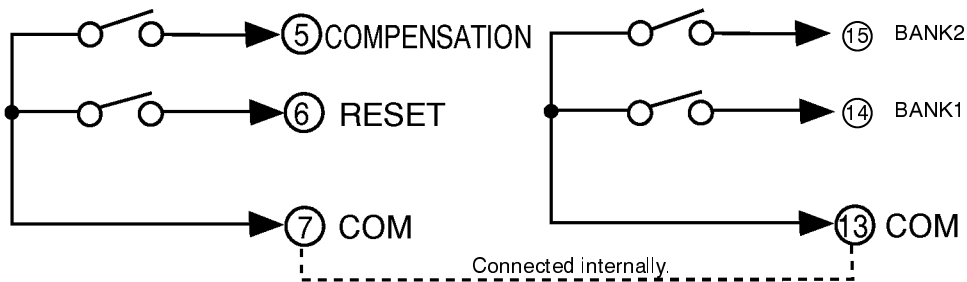 5 COMPENSATION
15 BANK2
6 RESET
14 BANK1
7 COM
13 COM
Connected internally.